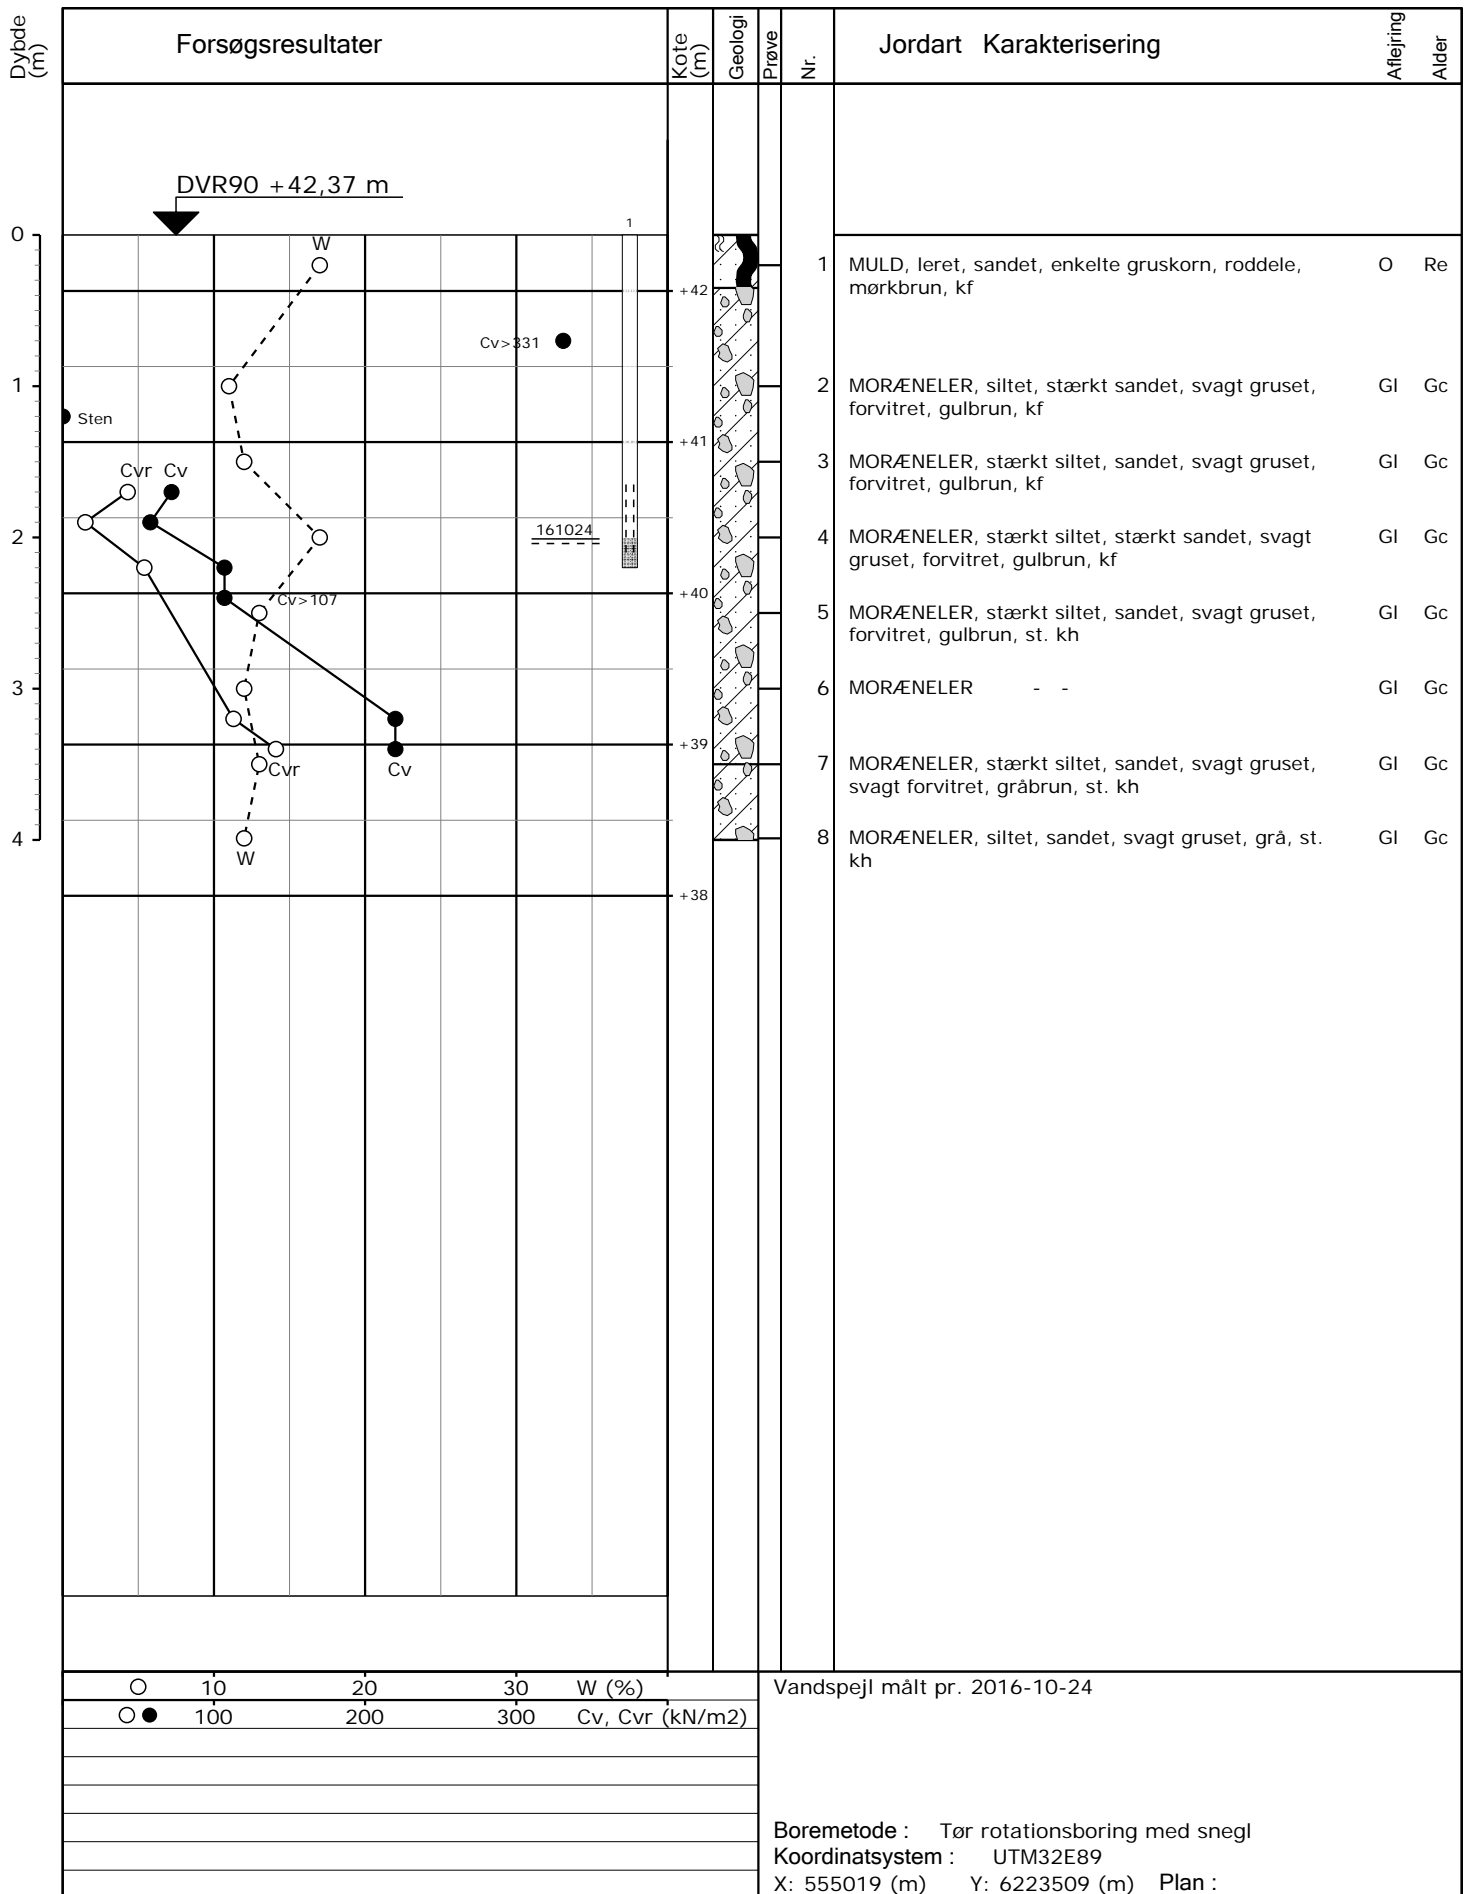 Dybde (m)
Forsøgsresultater
Kote (m)
Geologi
Prøve
Nr.
Jordart Karakterisering
Aflejring
Alder
DVR90 +42,37 m
1
0
W
1 MULD, leret, sandet, enkelte gruskorn, roddele, O Re
mørkbrun, kf
+42
Cv>331
1
2 MORÆNELER, siltet, stærkt sandet, svagt gruset, Gl Gc
forvitret, gulbrun, kf
Sten
+41
Cvr Cv
3 MORÆNELER, stærkt siltet, sandet, svagt gruset, Gl Gc
forvitret, gulbrun, kf
161024
2
4 MORÆNELER, stærkt siltet, stærkt sandet, svagt Gl Gc
gruset, forvitret, gulbrun, kf
+40
Cv>107
5 MORÆNELER, stærkt siltet, sandet, svagt gruset, Gl Gc
forvitret, gulbrun, st. kh
3
6 MORÆNELER - - Gl Gc
+39
Cvr
Cv
7 MORÆNELER, stærkt siltet, sandet, svagt gruset, Gl Gc
svagt forvitret, gråbrun, st. kh
4
W
8 MORÆNELER, siltet, sandet, svagt gruset, grå, st. Gl Gc
kh
+38
10 20 30 W (%)
100 200 300 Cv, Cvr (kN/m2)
Vandspejl målt pr. 2016-10-24
Boremetode : Tør rotationsboring med snegl
Koordinatsystem : UTM32E89
X: 555019 (m) Y: 6223509 (m) Plan :